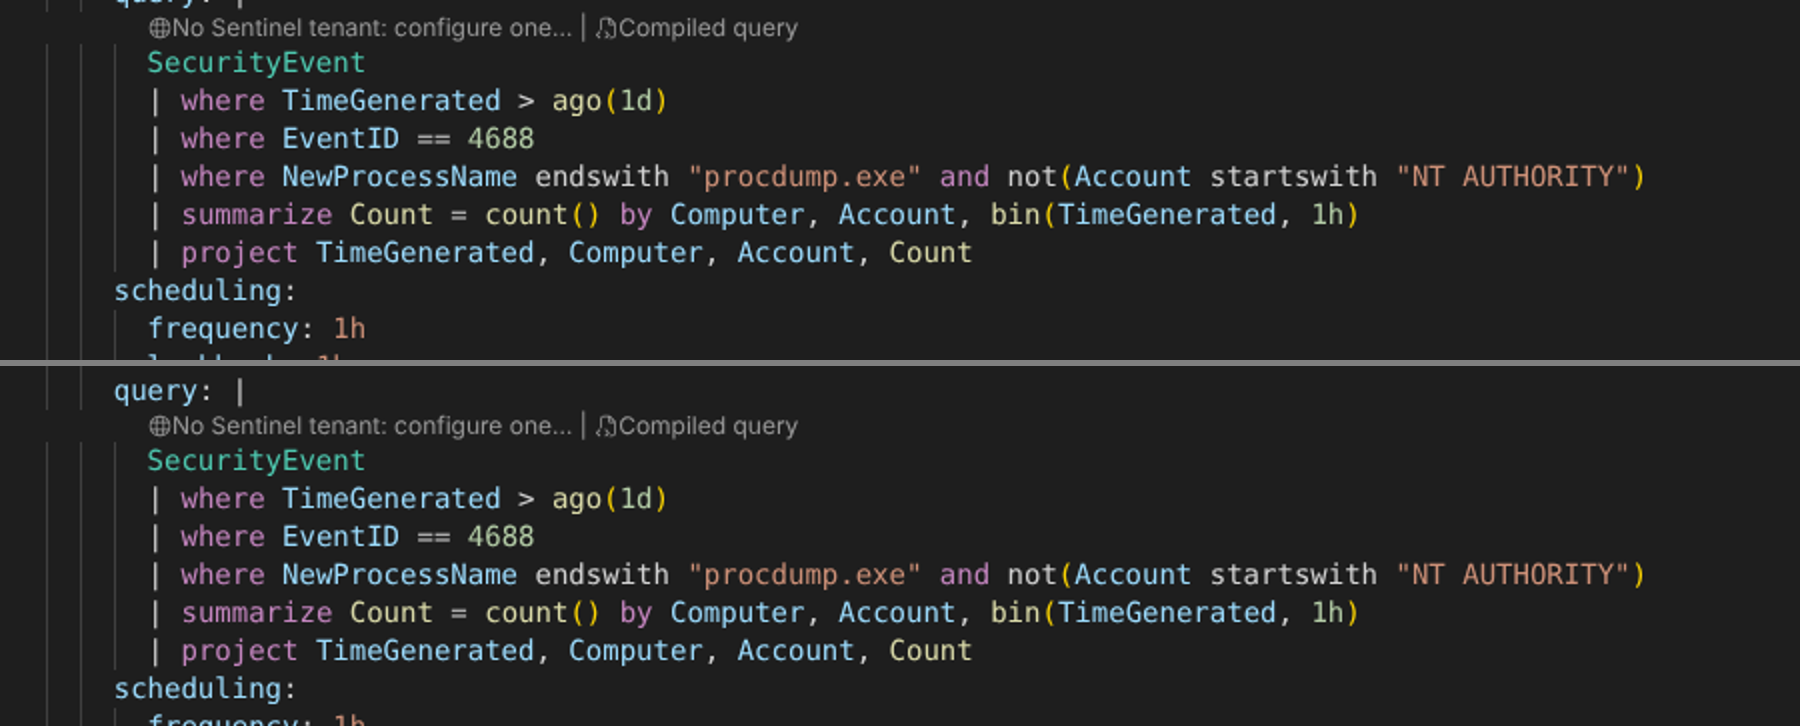 query: |
No Sentinel tenant: configure one... | Compiled query
SecurityEvent
| where TimeGenerated > ago(1d)
| where EventID == 4688
| where NewProcessName endswith "procdump.exe" and not(Account startswith "NT AUTHORITY")
| summarize Count = count() by Computer, Account, bin(TimeGenerated, 1h)
| project TimeGenerated, Computer, Account, Count
scheduling:
frequency: 1h
query: |
No Sentinel tenant: configure one... | Compiled query
SecurityEvent
| where TimeGenerated > ago(1d)
| where EventID == 4688
| where NewProcessName endswith "procdump.exe" and not(Account startswith "NT AUTHORITY")
| summarize Count = count() by Computer, Account, bin(TimeGenerated, 1h)
| project TimeGenerated, Computer, Account, Count
scheduling:
frequency: 1h